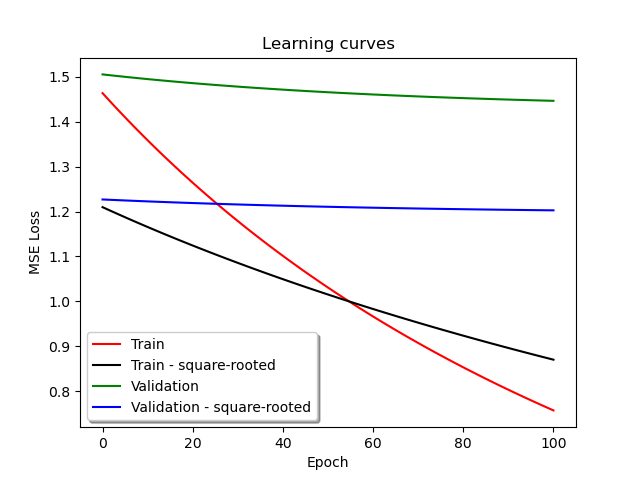 Learning curves
MSE Loss
1.5
1.4
1.3
1.2
1.1
1.0
0.9
0.8
Train
Train - square-rooted
Validation
Validation - square-rooted
0 20 40 60 80 100
Epoch